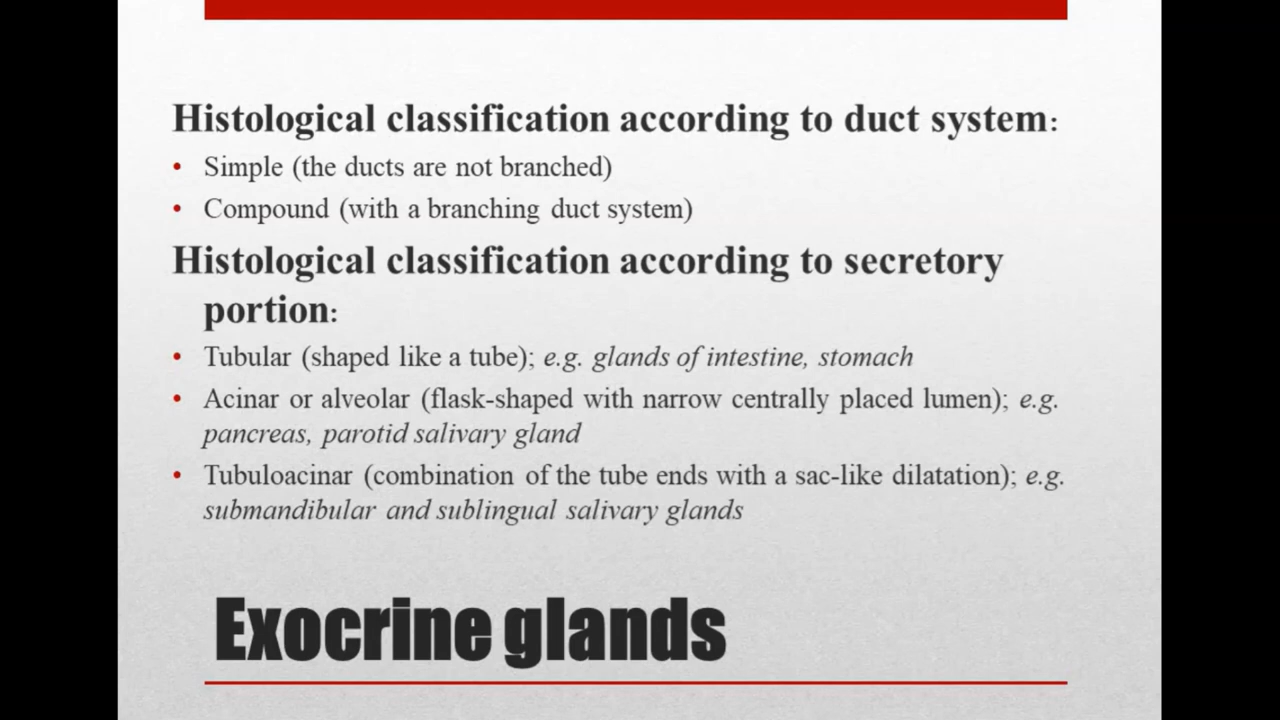 Histological classification according to duct system:
• Simple (the ducts are not branched)
• Compound (with a branching duct system)
Histological classification according to secretory
portion:
• Tubular (shaped like a tube); e.g. glands of intestine, stomach
• Acinar or alveolar (flask-shaped with narrow centrally placed lumen); e.g.
pancreas, parotid salivary gland
• Tubuloacinar (combination of the tube ends with a sac-like dilatation); e.g.
submandibular and sublingual salivary glands
Exocrine glands